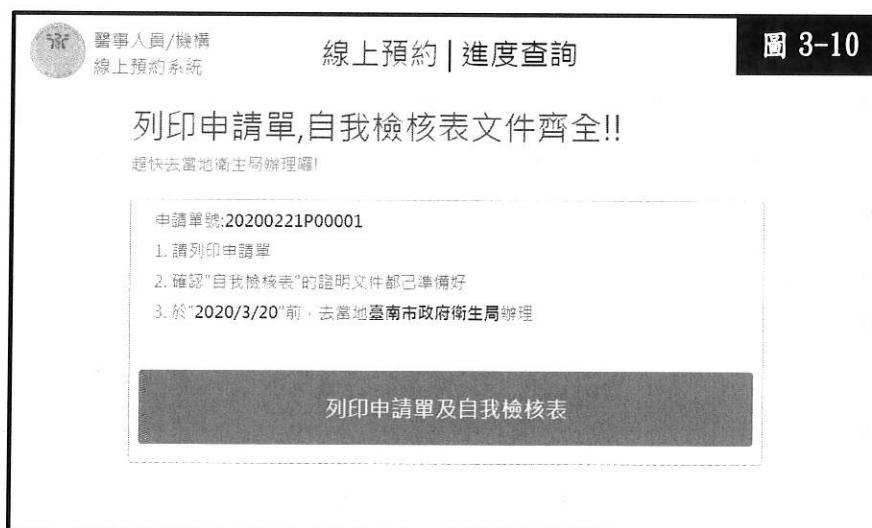 醫事人員/機構
線上預約系統
線上預約 | 進度查詢
圖 3-10
列印申請單,自我檢核表文件齊全!!
趕快去當地衛生局辦理囉!
申請單號:20200221P00001
1. 請列印申請單
2. 確認"自我檢核表"的證明文件都已準備好
3. 於"2020/3/20"前，去當地臺南市政府衛生局辦理
列印申請單及自我檢核表